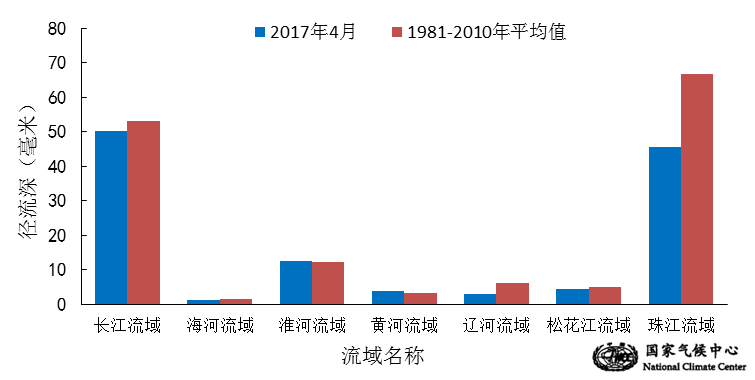 2017年4月 1981-2010年平均值
径流深（毫米）
80
70
60
50
40
30
20
10
0
长江流域 海河流域 淮河流域 黄河流域 辽河流域 松花江流域 珠江流域
流域名称
国家气候中心
National Climate Center